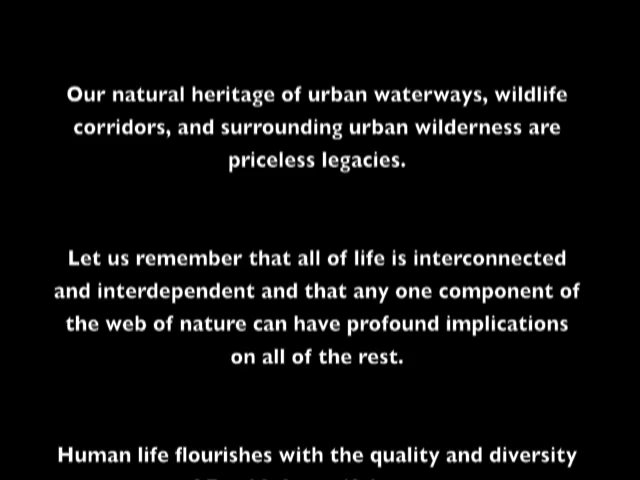 Our natural heritage of urban waterways, wildlife
corridors, and surrounding urban wilderness are
priceless legacies.
Let us remember that all of life is interconnected
and interdependent and that any one component of
the web of nature can have profound implications
on all of the rest.
Human life flourishes with the quality and diversity